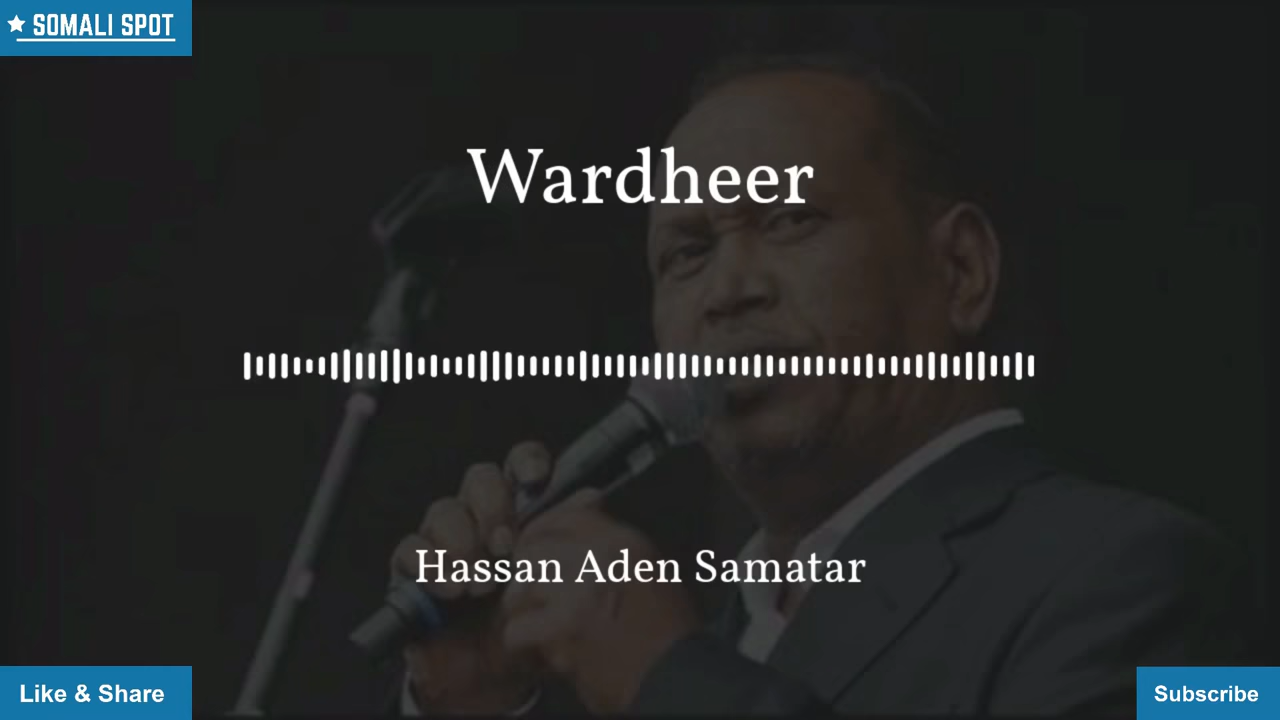 SOMALI SPOT
Wardheer
Hassan Aden Samatar
Like & Share
Subscribe